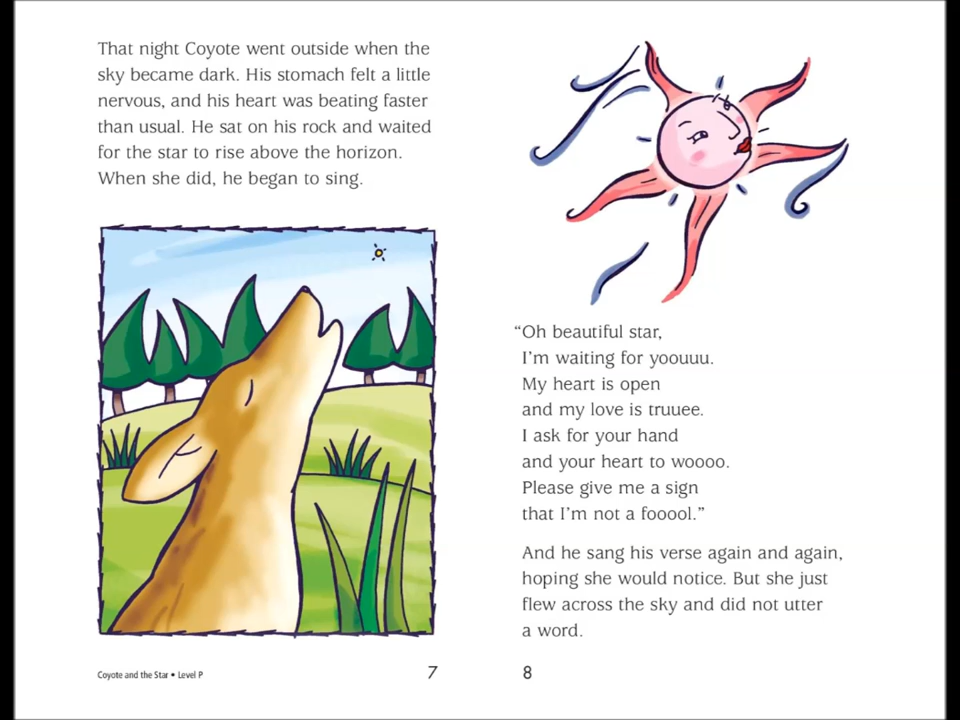 That night Coyote went outside when the
sky became dark. His stomach felt a little
nervous, and his heart was beating faster
than usual. He sat on his rock and waited
for the star to rise above the horizon.
When she did, he began to sing.
Coyote and the Star • Level P
7
“Oh beautiful star,
I’m waiting for yoouuu.
My heart is open
and my love is truuee.
I ask for your hand
and your heart to woooo.
Please give me a sign
that I’m not a fooool.”
And he sang his verse again and again,
hoping she would notice. But she just
flew across the sky and did not utter
a word.
8